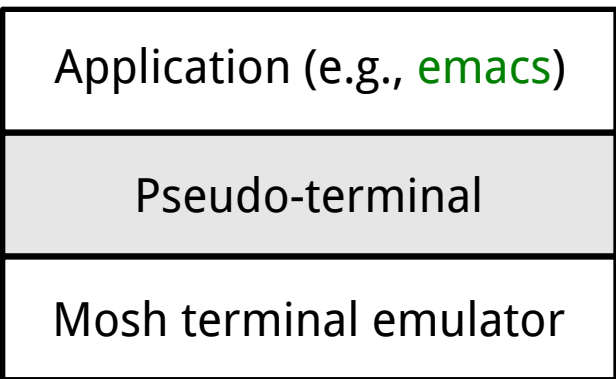 Application (e.g., emacs)
Pseudo-terminal
Mosh terminal emulator